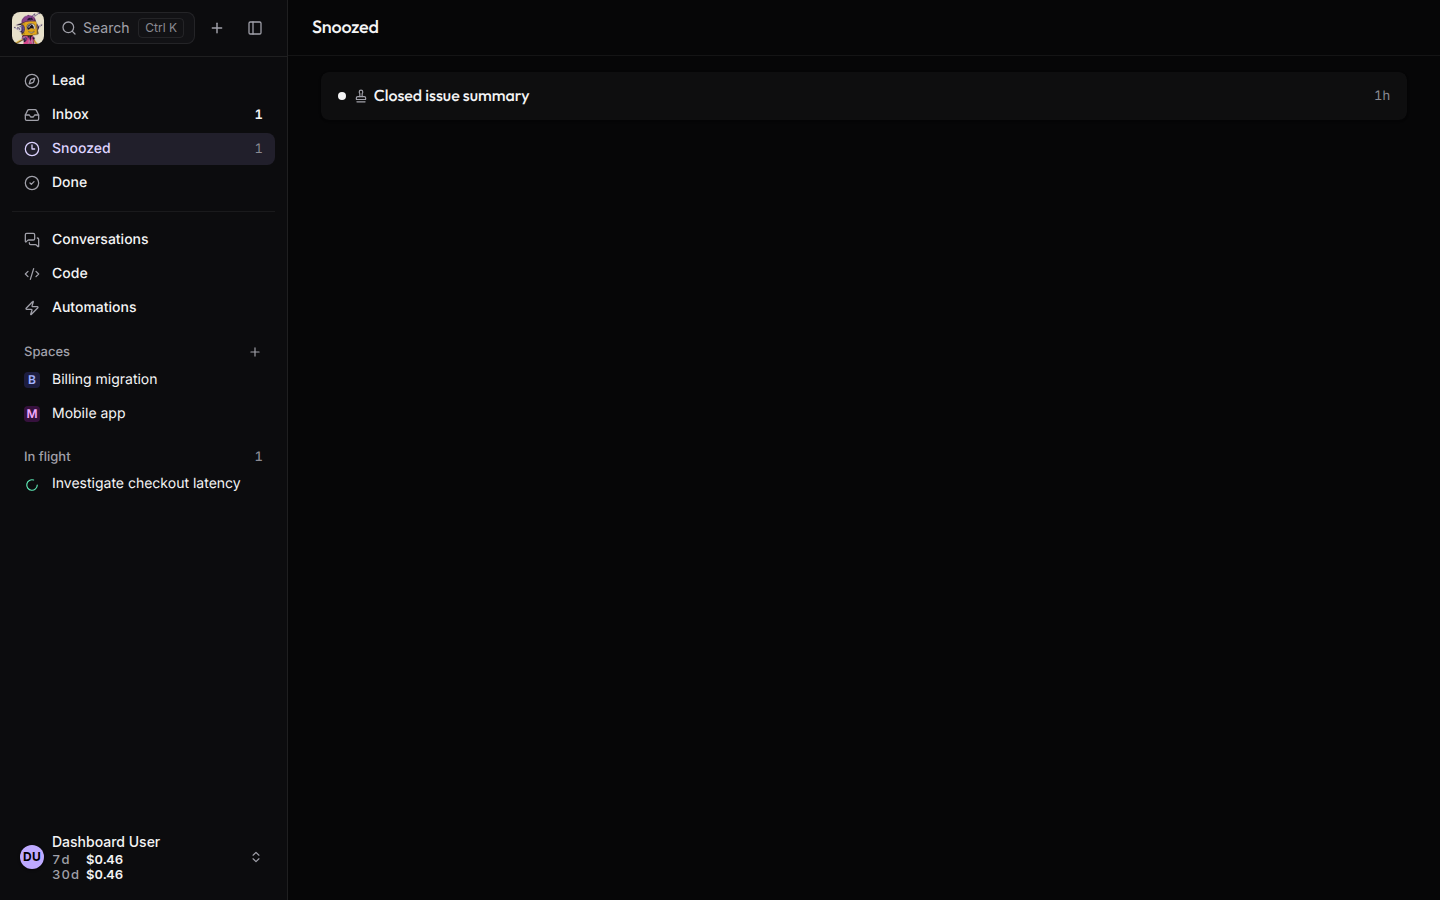 Search Ctrl K
Lead
Inbox 1
Snoozed 1
Done
Conversations
Code
Automations
Spaces
B Billing migration
M Mobile app
In flight 1
Investigate checkout latency
DU Dashboard User
7d $0.46
30d $0.46
Snoozed
Closed issue summary 1h